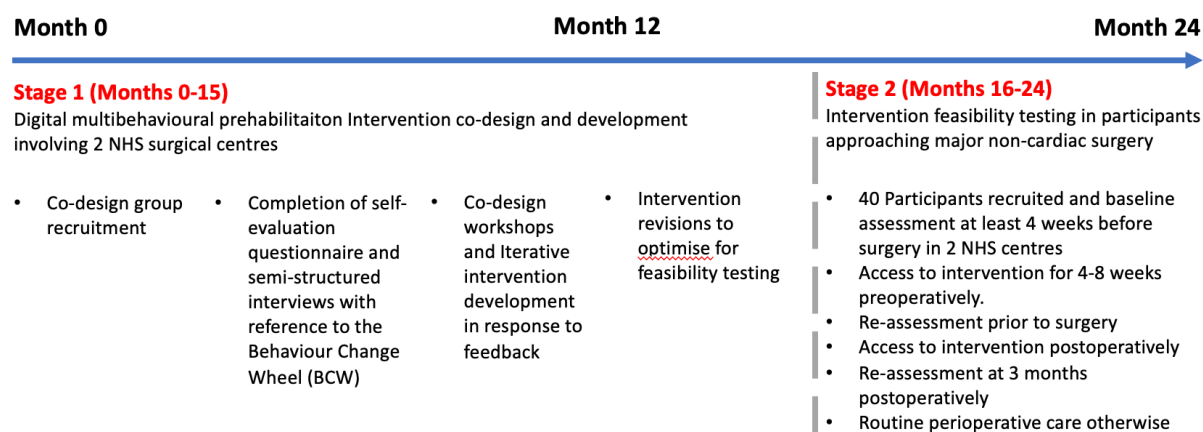 Month 0
Month 12
Month 24
Stage 1 (Months 0-15)
Digital multibehavioural prehabilitaiton Intervention co-design and development
involving 2 NHS surgical centres
• Co-design group
recruitment
• Completion of self-
evaluation
questionnaire and
semi-structured
interviews with
reference to the
Behaviour Change
Wheel (BCW)
• Co-design
workshops
and Iterative
intervention
development
in response to
feedback
• Intervention
revisions to
optimise for
feasibility testing
Stage 2 (Months 16-24)
Intervention feasibility testing in participants
approaching major non-cardiac surgery
• 40 Participants recruited and baseline
assessment at least 4 weeks before
surgery in 2 NHS centres
• Access to intervention for 4-8 weeks
preoperatively.
• Re-assessment prior to surgery
• Access to intervention postoperatively
• Re-assessment at 3 months
postoperatively
• Routine perioperative care otherwise